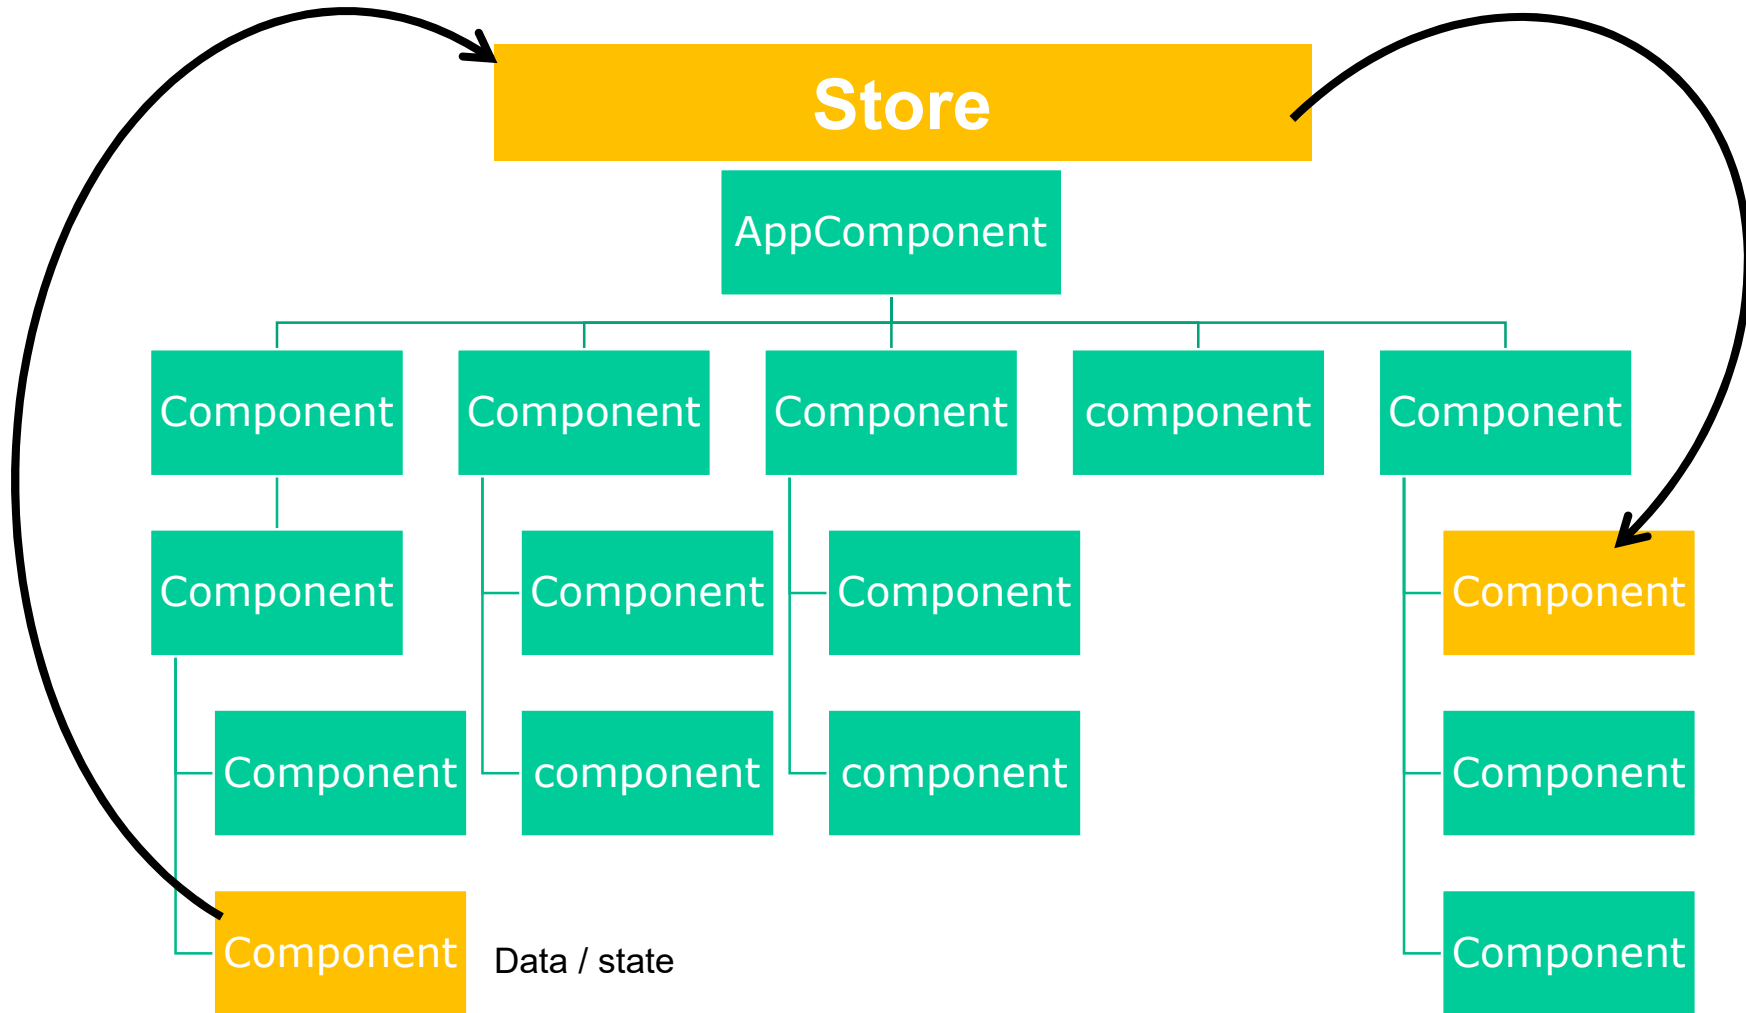 Store
AppComponent
Component
Component
Component
component
Component
Component
Component
Component
Component
Component
component
component
Component
Component
Data / state
Component